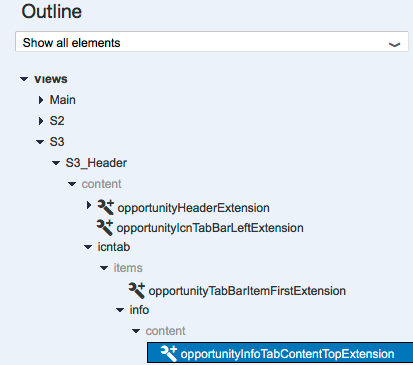 Outline
Show all elements
Views
Main
S2
S3
S3_Header
content
opportunityHeaderExtension
opportunityIcnTabBarLeftExtension
icntab
items
opportunityTabBarItemFirstExtension
info
content
opportunityInfoTabContentTopExtension